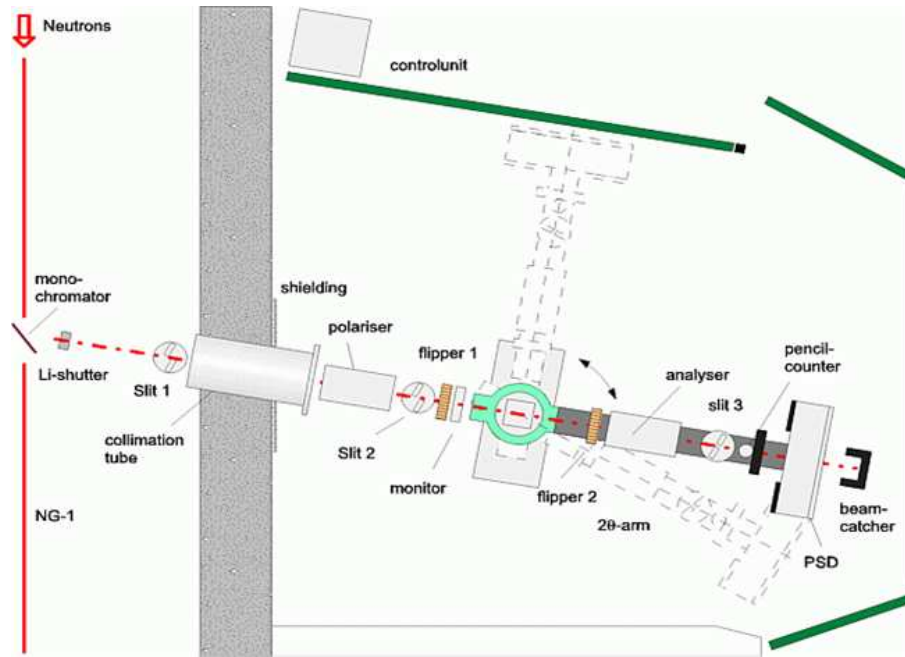 Neutrons
controlunit
mono-
chromator
shielding
polariser
flipper 1
pencil-
counter
Li-shutter
analyser
slit 3
Slit 1
collimation
tube
Slit 2
monitor
flipper 2
beam-
catcher
NG-1
2θ-arm
PSD